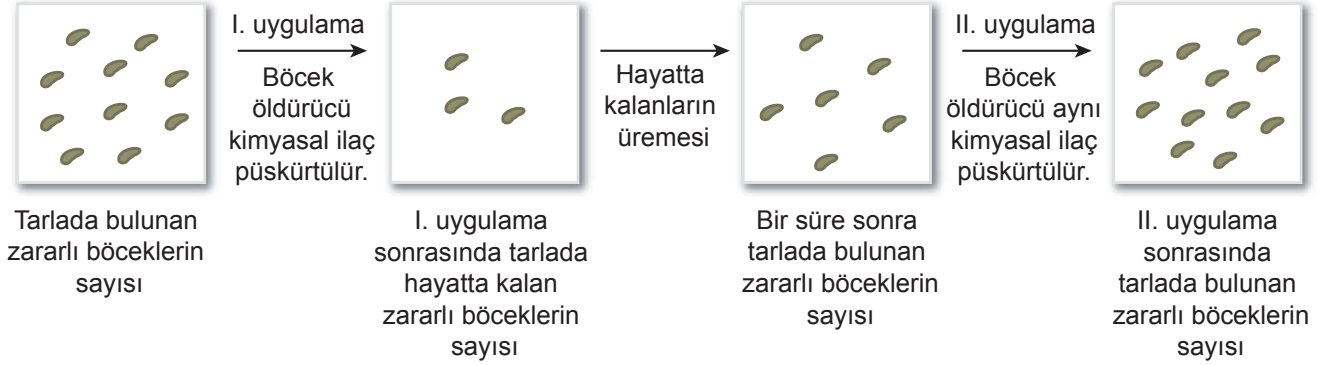 I. uygulama
Böcek
öldürücü
kimyasal ilaç
püskürtülür.
Hayatta
kalanların
üremesi
II. uygulama
Böcek
öldürücü aynı
kimyasal ilaç
püskürtülür.
Tarlada bulunan
zararlı böceklerin
sayısı
I. uygulama
sonrasında tarlada
hayatta kalan
zararlı böceklerin
sayısı
Bir süre sonra
tarlada bulunan
zararlı böceklerin
sayısı
II. uygulama
sonrasında
tarlada bulunan
zararlı böceklerin
sayısı